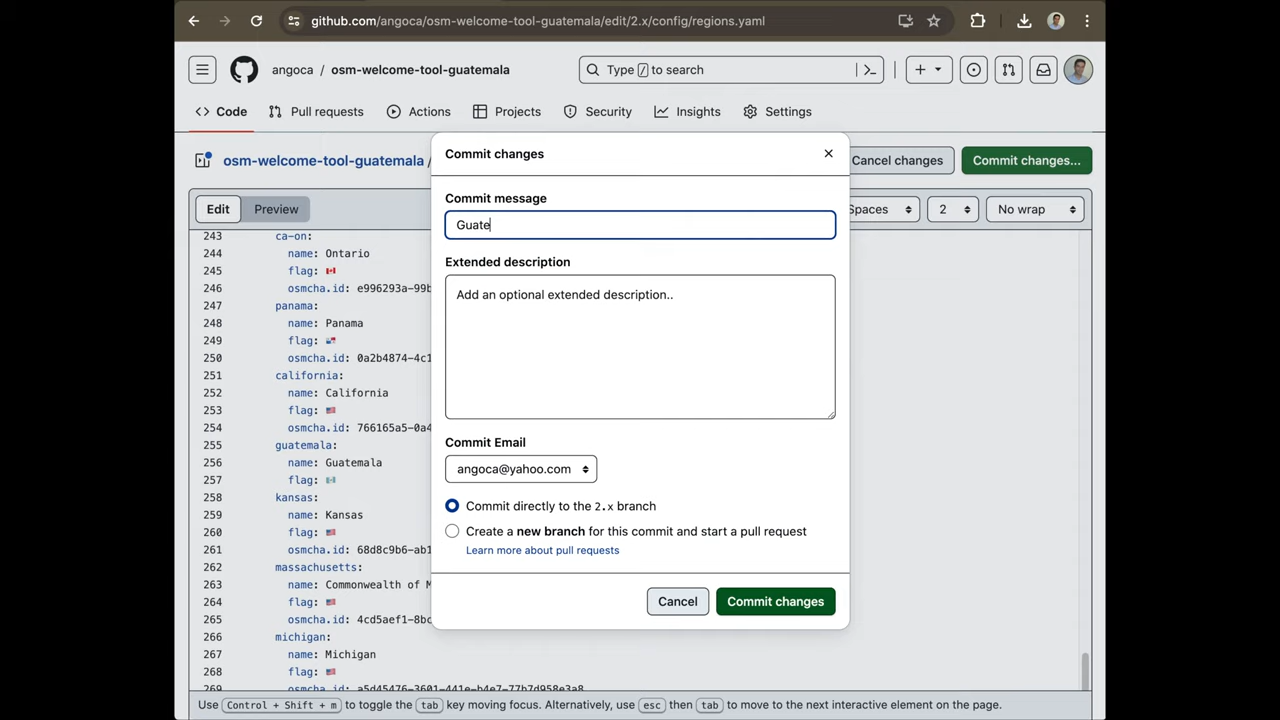 github.com/angoca/osm-welcome-tool-guatemala/edit/2.x/config/regions.yaml
angoca / osm-welcome-tool-guatemala
Type / to search
Code
Pull requests
Actions
Projects
Security
Insights
Settings
osm-welcome-tool-guatemala /
Cancel changes
Commit changes...
Edit
Preview
Spaces
2
No wrap
243 ca-on:
244 name: Ontario
245 flag: 🇨🇦
246 osmcha.id: e996293a-99b
247 panama:
248 name: Panama
249 flag: 🇵🇦
250 osmcha.id: 0a2b4874-4c1
251 california:
252 name: California
253 flag: 🇺🇸
254 osmcha.id: 766165a5-0a4
255 guatemala:
256 name: Guatemala
257 flag: 🇬🇹
258 kansas:
259 name: Kansas
260 flag: 🇺🇸
261 osmcha.id: 68d8c9b6-ab1
262 massachusetts:
263 name: Commonwealth of M
264 flag: 🇺🇸
265 osmcha.id: 4cd5aef1-8bc
266 michigan:
267 name: Michigan
268 flag: 🇺🇸
269 osmcha.id: a5d45476-3601-441e-b4e7-77b7d958e3a8
Commit changes
Commit message
Guate
Extended description
Add an optional extended description..
Commit Email
angoca@yahoo.com
Commit directly to the 2.x branch
Create a new branch for this commit and start a pull request
Learn more about pull requests
Cancel
Commit changes
Use Control + Shift + m to toggle the tab key moving focus. Alternatively, use esc then tab to move to the next interactive element on the page.